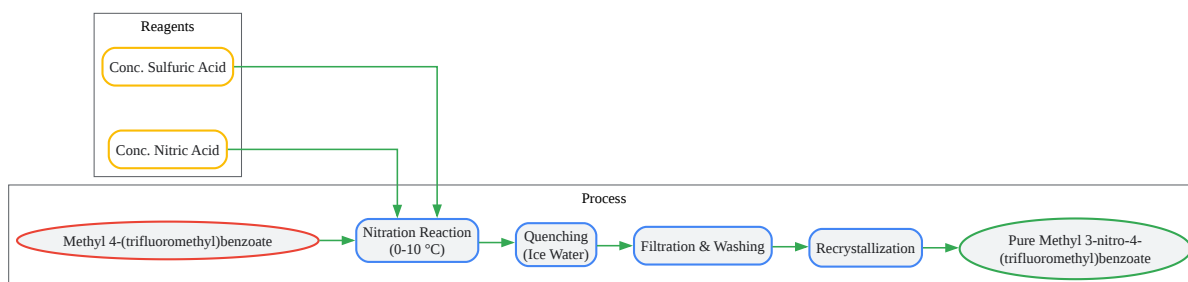 Reagents
Conc. Sulfuric Acid
Conc. Nitric Acid
Process
Methyl 4-(trifluoromethyl)benzoate
Nitration Reaction
(0-10 °C)
Quenching
(Ice Water)
Filtration & Washing
Recrystallization
Pure Methyl 3-nitro-4-
(trifluoromethyl)benzoate